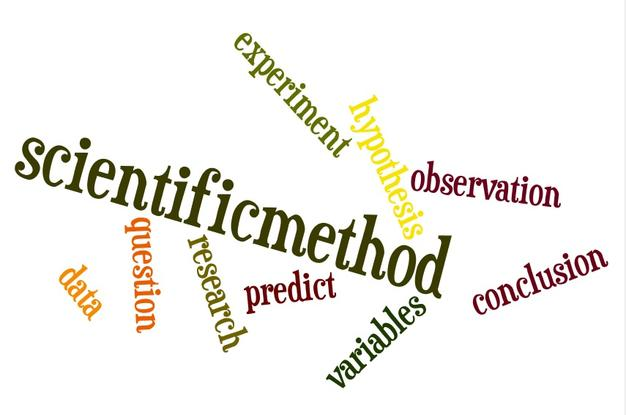 experiment
hypothesis
observation
scientificmethod
data
question
research
predict
variables
conclusion